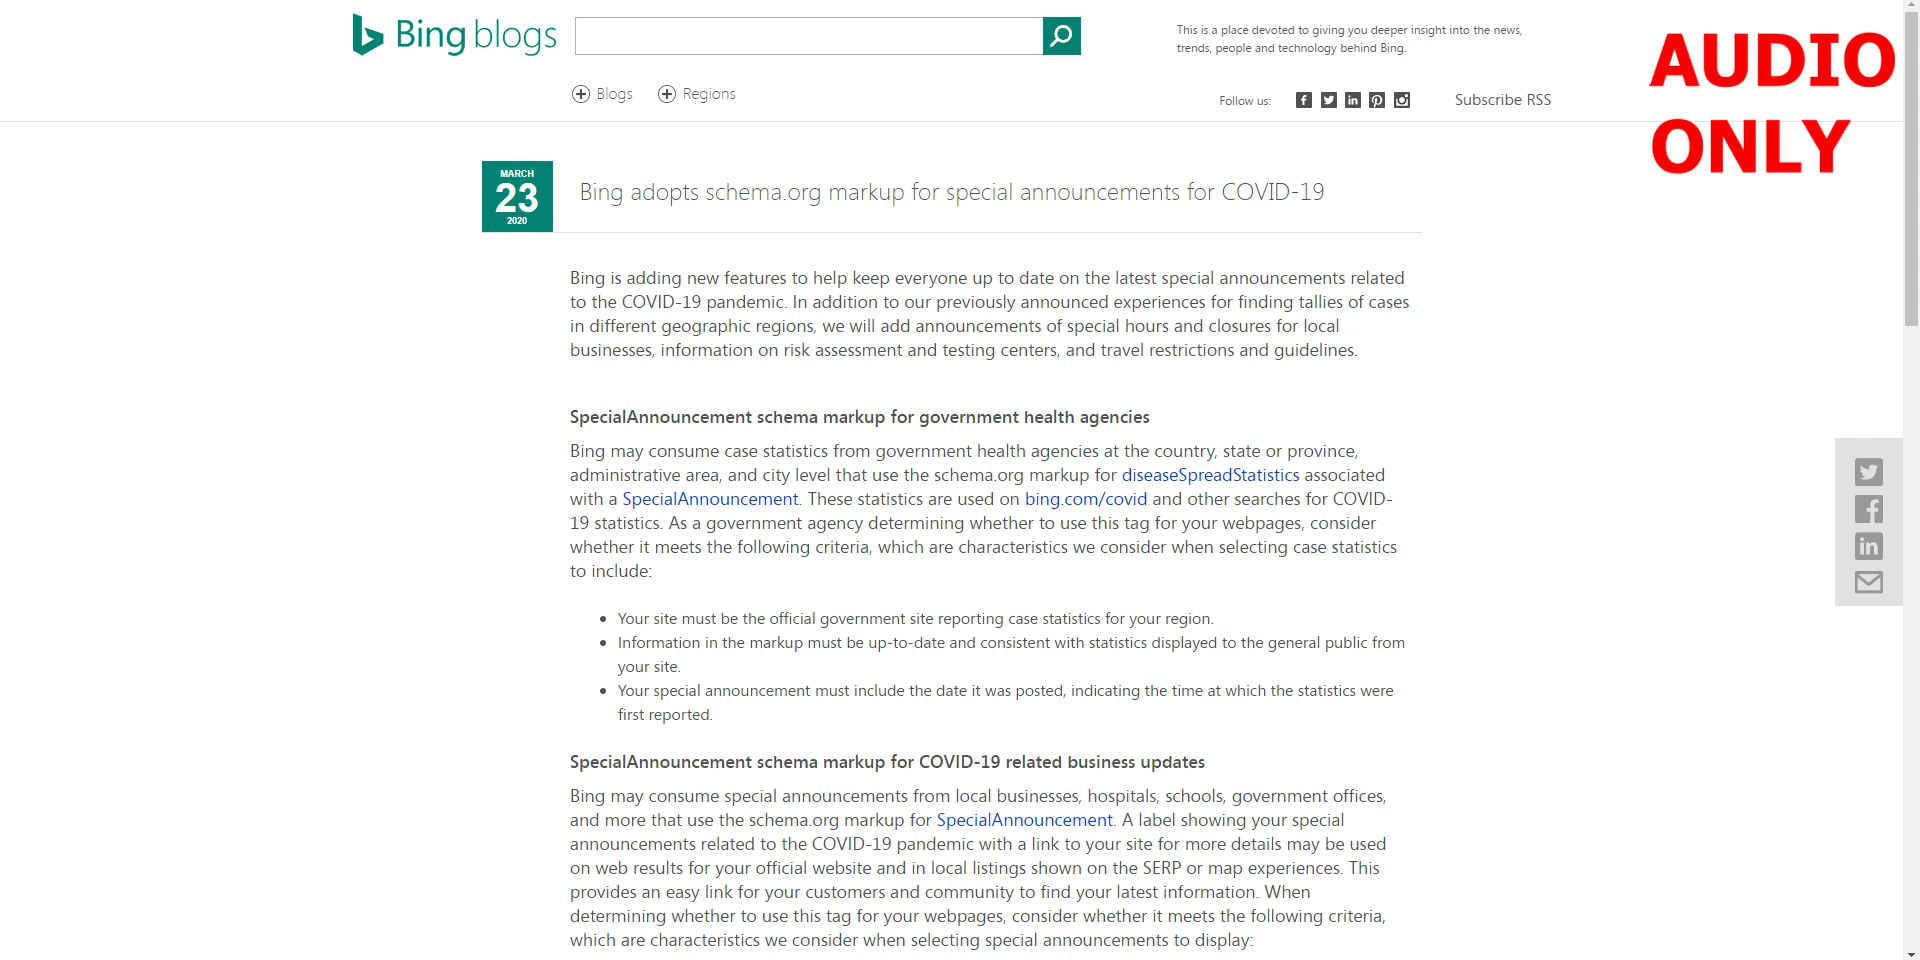 Bing blogs
This is a place devoted to giving you deeper insight into the news,
trends, people and technology behind Bing.
AUDIO
ONLY
Blogs
Regions
Follow us:
Subscribe RSS
MARCH
23
2020
Bing adopts schema.org markup for special announcements for COVID-19
Bing is adding new features to help keep everyone up to date on the latest special announcements related
to the COVID-19 pandemic. In addition to our previously announced experiences for finding tallies of cases
in different geographic regions, we will add announcements of special hours and closures for local
businesses, information on risk assessment and testing centers, and travel restrictions and guidelines.
SpecialAnnouncement schema markup for government health agencies
Bing may consume case statistics from government health agencies at the country, state or province,
administrative area, and city level that use the schema.org markup for diseaseSpreadStatistics associated
with a SpecialAnnouncement. These statistics are used on bing.com/covid and other searches for COVID-
19 statistics. As a government agency determining whether to use this tag for your webpages, consider
whether it meets the following criteria, which are characteristics we consider when selecting case statistics
to include:
• Your site must be the official government site reporting case statistics for your region.
• Information in the markup must be up-to-date and consistent with statistics displayed to the general public from
your site.
• Your special announcement must include the date it was posted, indicating the time at which the statistics were
first reported.
SpecialAnnouncement schema markup for COVID-19 related business updates
Bing may consume special announcements from local businesses, hospitals, schools, government offices,
and more that use the schema.org markup for SpecialAnnouncement. A label showing your special
announcements related to the COVID-19 pandemic with a link to your site for more details may be used
on web results for your official website and in local listings shown on the SERP or map experiences. This
provides an easy link for your customers and community to find your latest information. When
determining whether to use this tag for your webpages, consider whether it meets the following criteria,
which are characteristics we consider when selecting special announcements to display: